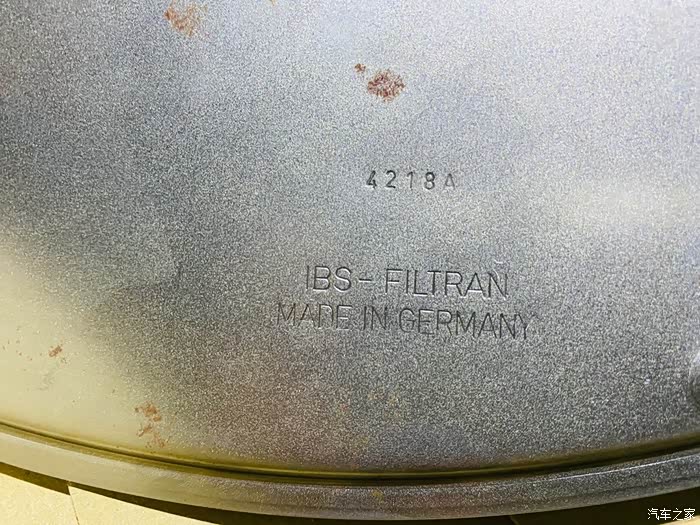 4218A
IBS-FILTRAN
MADE IN GERMANY
汽车之家